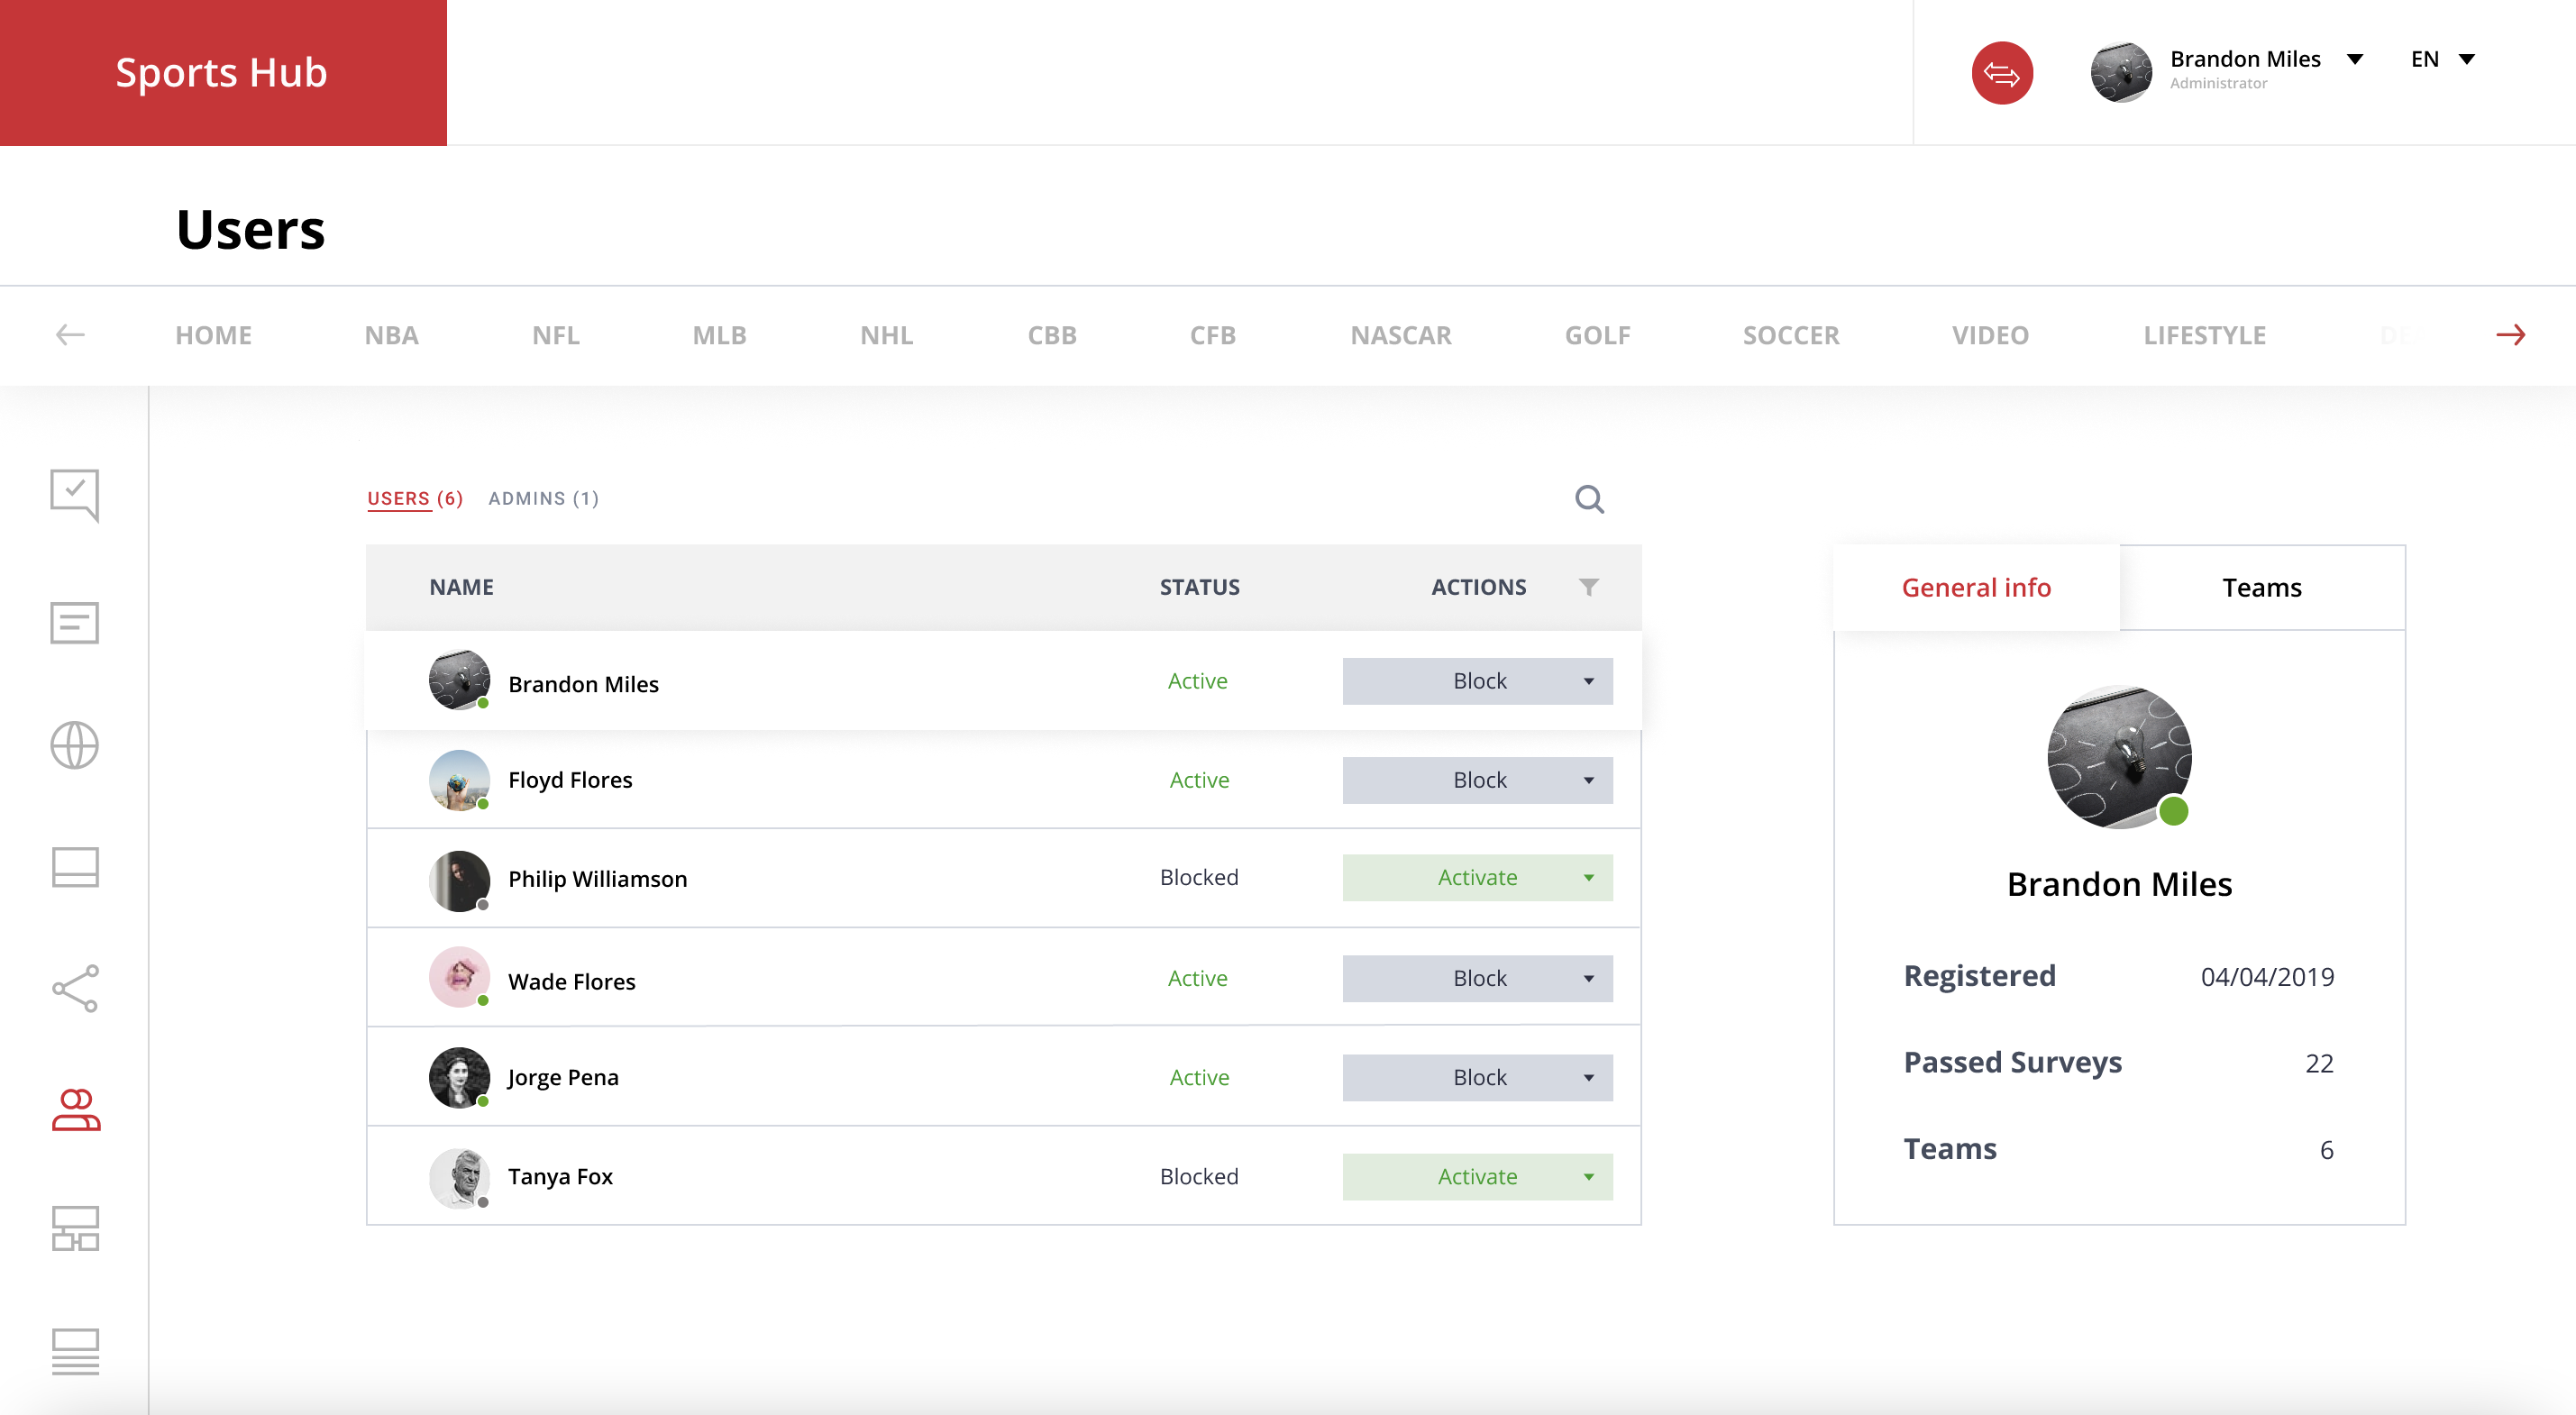 Sports Hub
Brandon Miles
Administrator
EN
Users
HOME NBA NFL MLB NHL CBB CFB NASCAR GOLF SOCCER VIDEO LIFESTYLE
USERS (6) ADMINS (1)
NAME STATUS ACTIONS
Brandon Miles Active Block
Floyd Flores Active Block
Philip Williamson Blocked Activate
Wade Flores Active Block
Jorge Pena Active Block
Tanya Fox Blocked Activate
General info Teams
Brandon Miles
Registered 04/04/2019
Passed Surveys 22
Teams 6